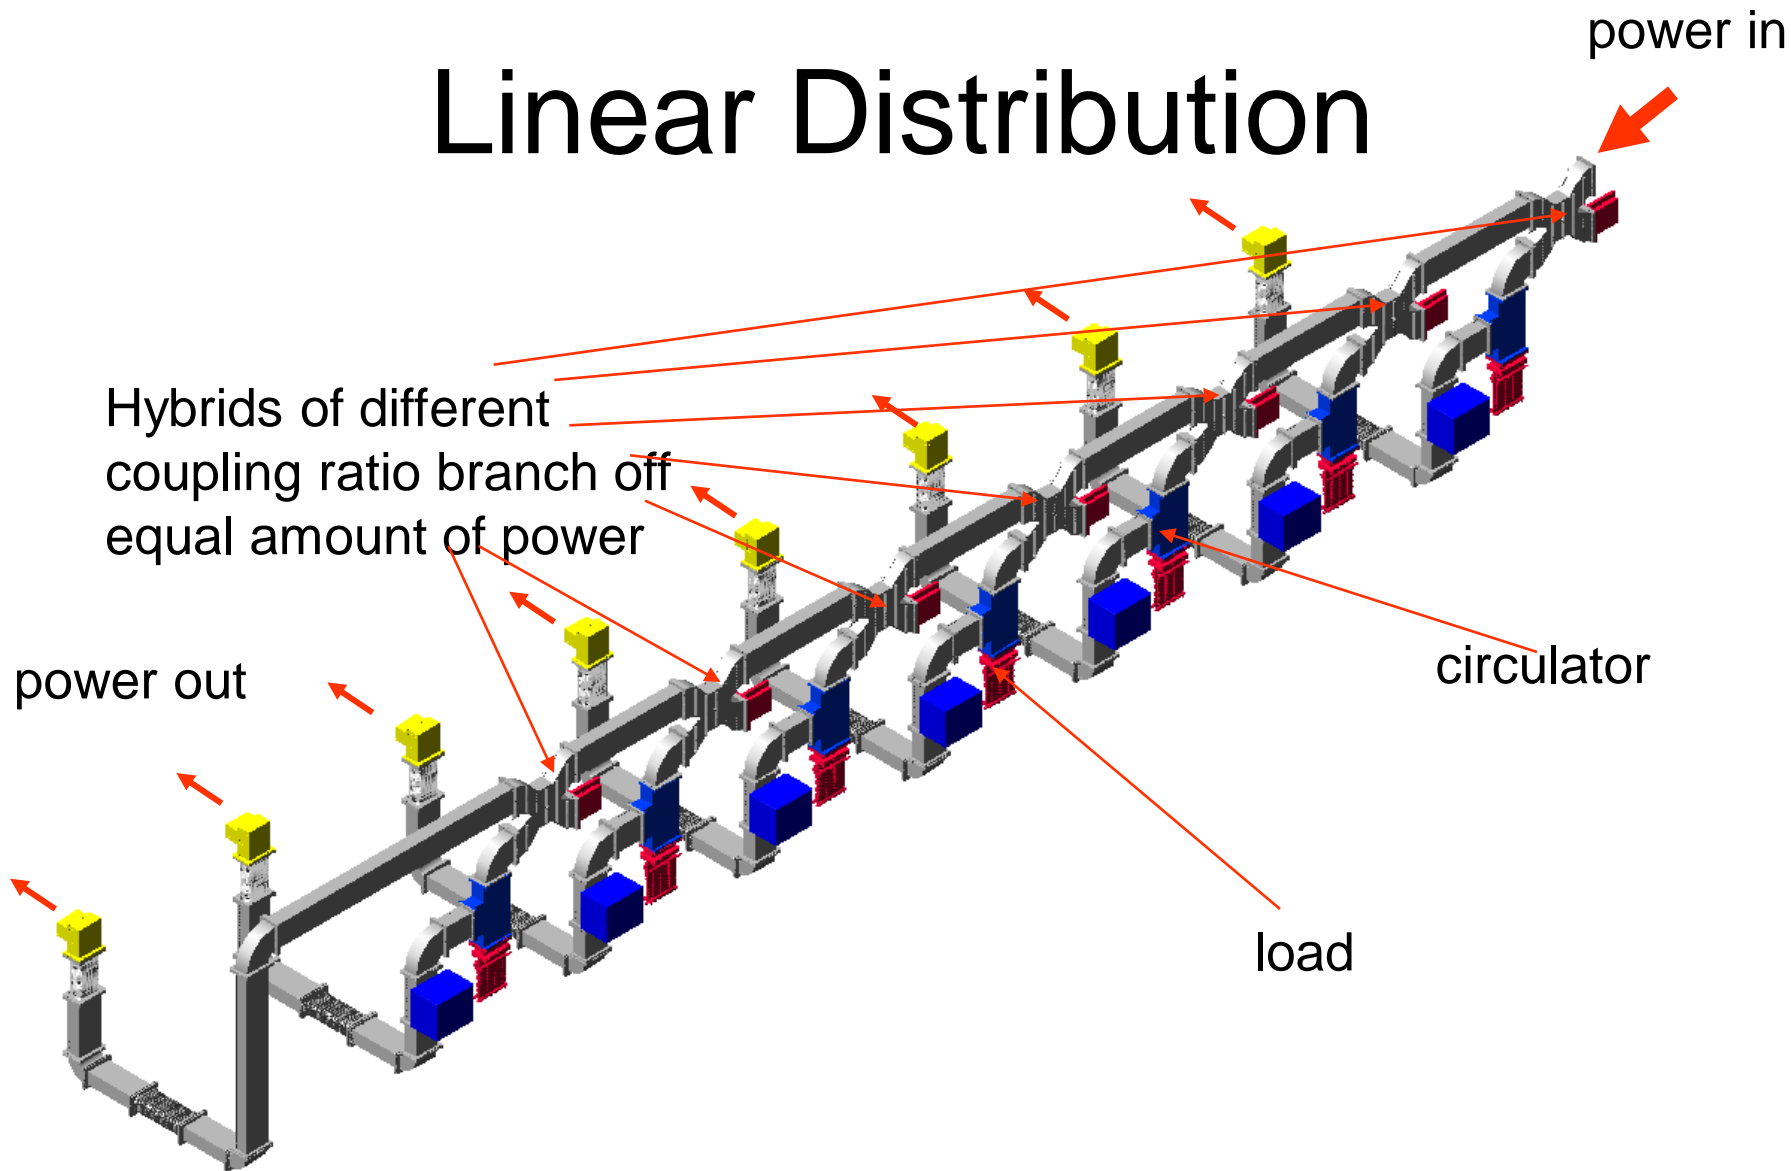 power in
Linear Distribution
Hybrids of different
coupling ratio branch off
equal amount of power
power out
circulator
load